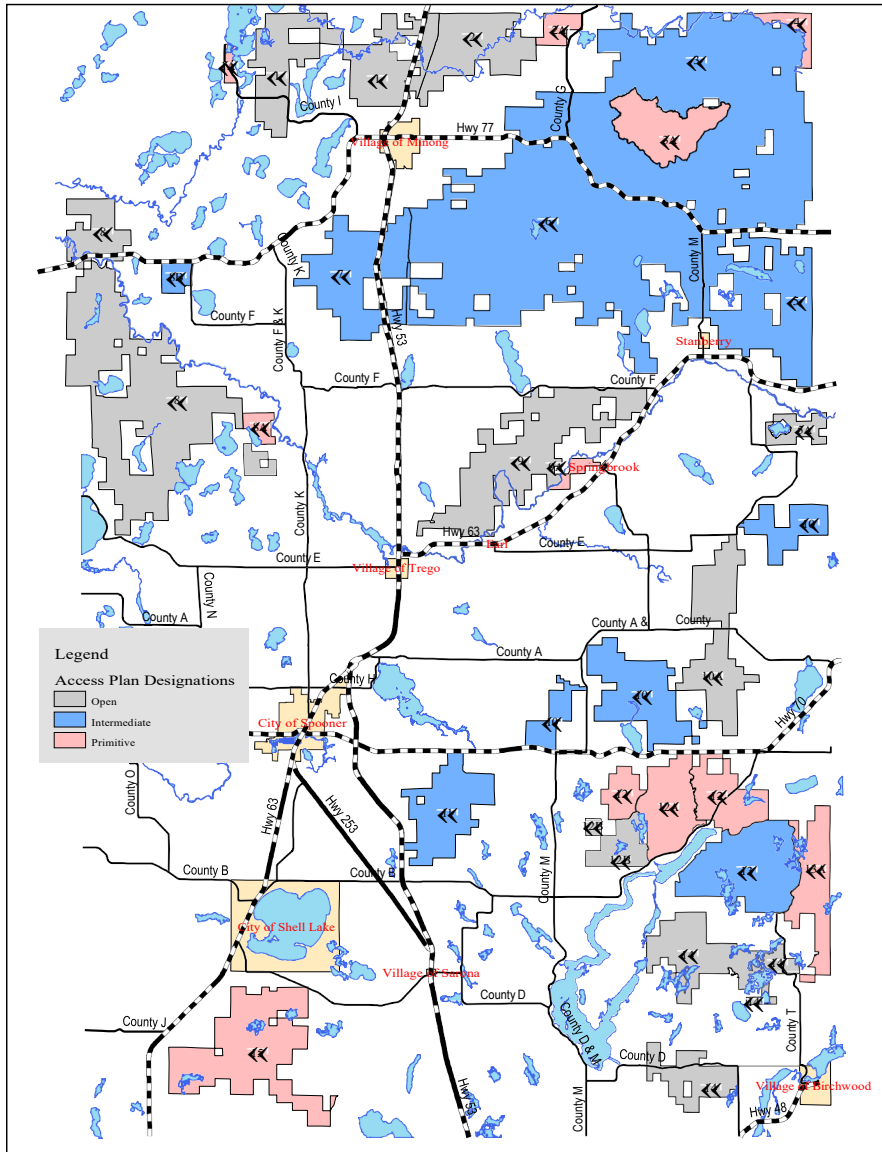 County I
Village of Minong
Hwy 77
County G
County K
County M
County F
County F & K
Hwy 53
Stanberry
County F
County F
Springbrook
County K
Hwy 63
Earl
County E
County E
Village of Trego
County N
County A
County A &
County
County A
County H
Legend
Access Plan Designations
Open
Intermediate
Primitive
City of Spooner
Hwy 70
County O
Hwy 63
Hwy 253
County M
County B
County B
City of Shell Lake
Village of Sarona
County D
County J
County D & M
County D
County T
Village of Birchwood
Hwy 53
County M
Hwy 48